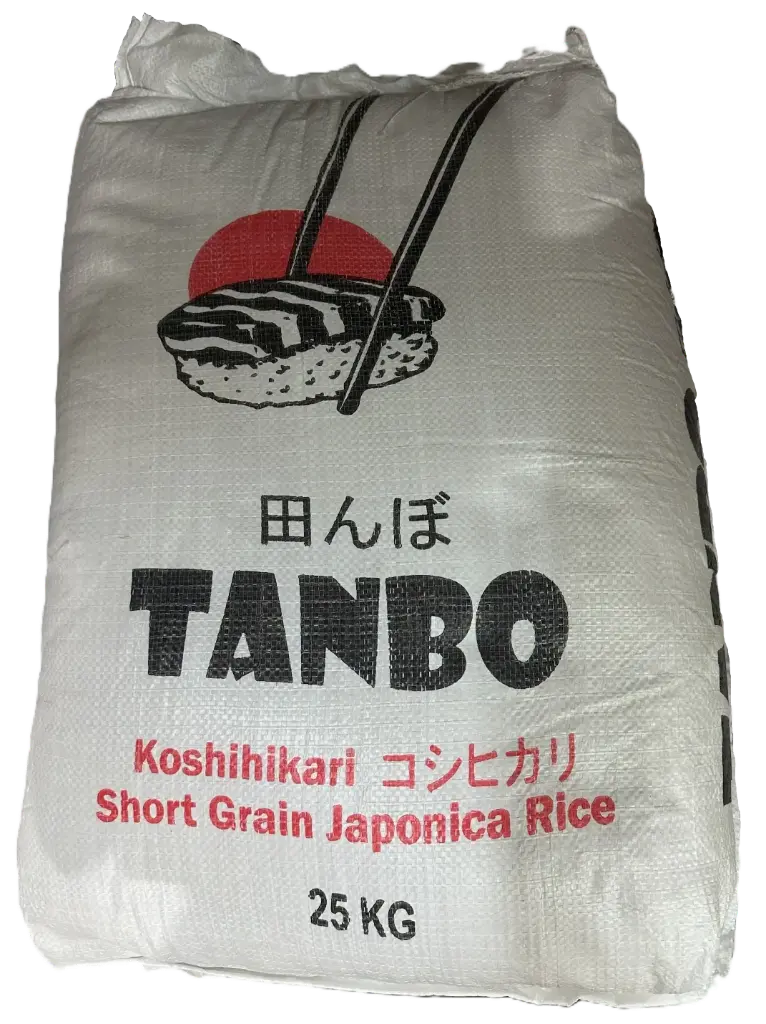 田んぼ
TANBO
Koshihikari コシヒカリ
Short Grain Japonica Rice
25 KG